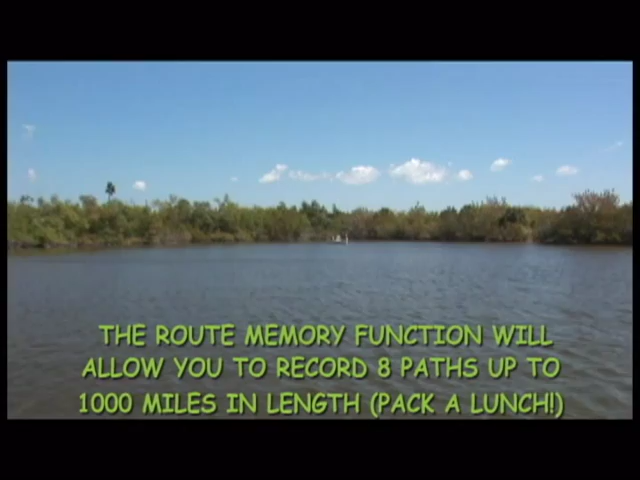 THE ROUTE MEMORY FUNCTION WILL
ALLOW YOU TO RECORD 8 PATHS UP TO
1000 MILES IN LENGTH (PACK A LUNCH!)